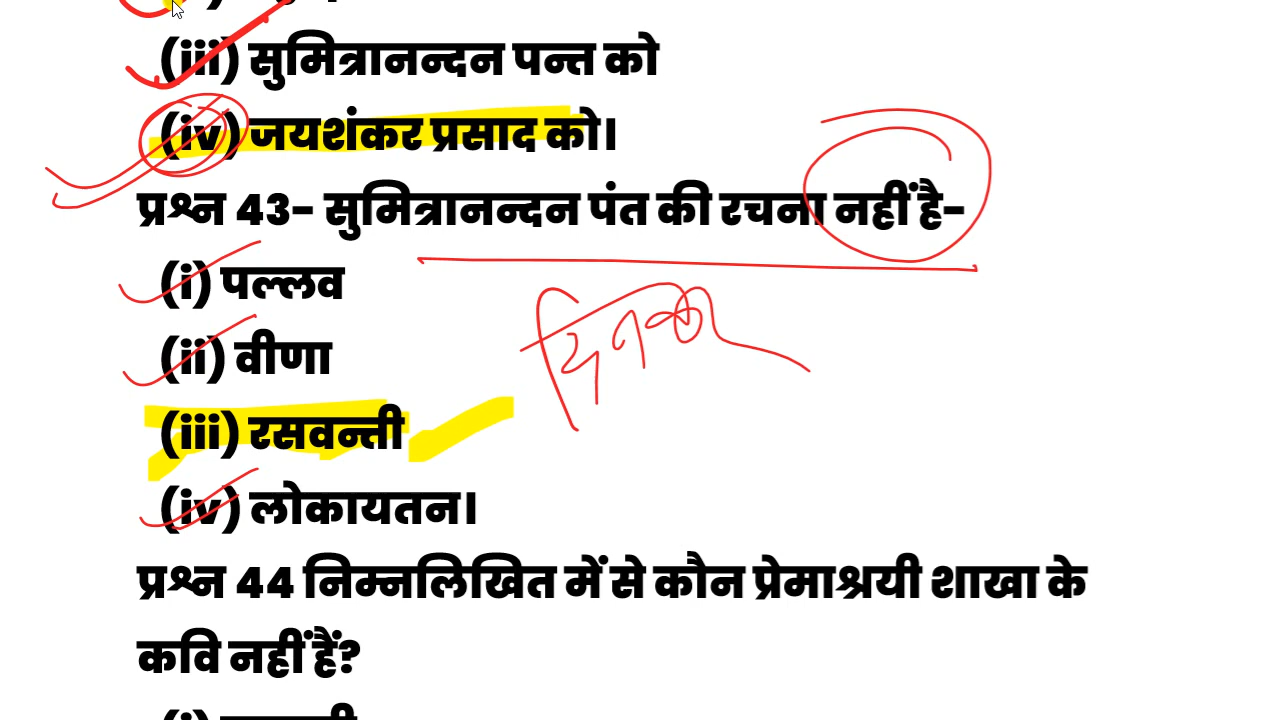 (iii) सुमित्रानन्दन पन्त को
(iv) जयशंकर प्रसाद को।
प्रश्न 43- सुमित्रानन्दन पंत की रचना नहीं है-
(i) पल्लव
दिनकर
(ii) वीणा
(iii) रसवन्ती
(iv) लोकायतन।
प्रश्न 44 निम्नलिखित में से कौन प्रेमाश्रयी शाखा के
कवि नहीं हैं?